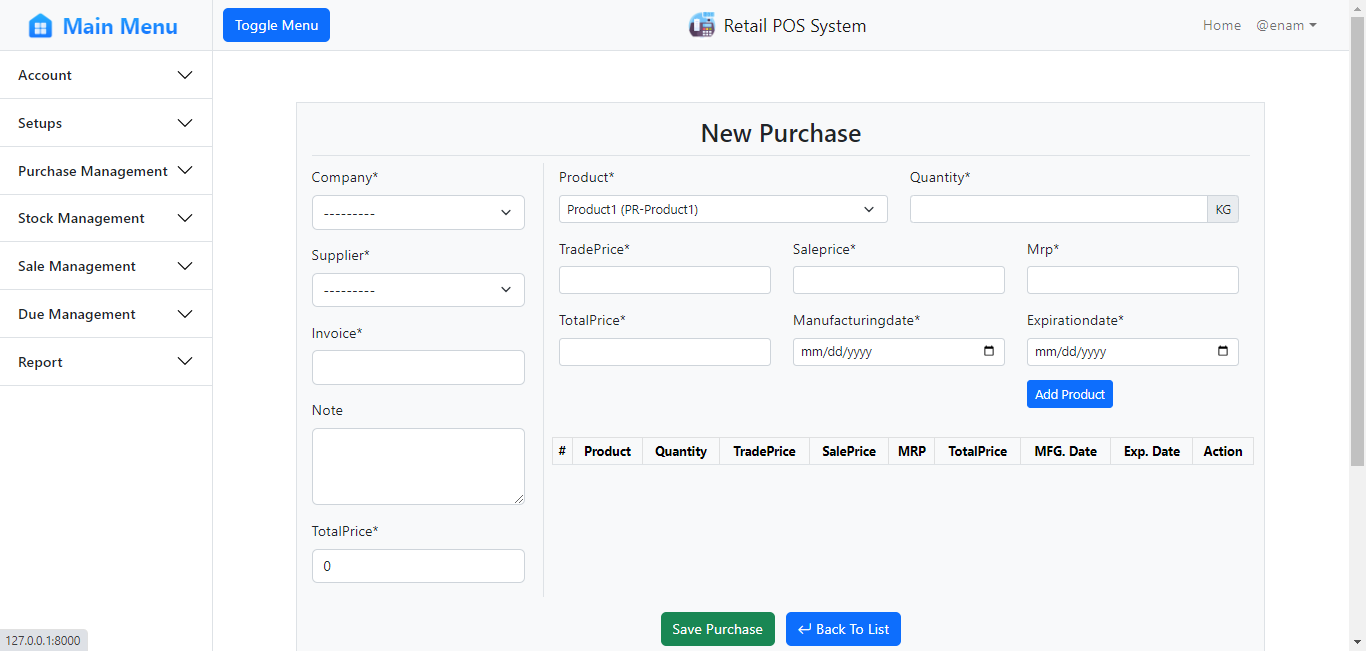 Main Menu
Toggle Menu
Retail POS System
Home @enam
Account
Setups
Purchase Management
Stock Management
Sale Management
Due Management
Report
New Purchase
Company*
---------
Supplier*
---------
Invoice*
Note
TotalPrice*
0
Product* Quantity*
Product1 (PR-Product1) KG
TradePrice* Saleprice* Mrp*
TotalPrice* Manufacturingdate* Expirationdate*
mm/dd/yyyy mm/dd/yyyy
Add Product
# Product Quantity TradePrice SalePrice MRP TotalPrice MFG. Date Exp. Date Action
Save Purchase Back To List
127.0.0.1:8000